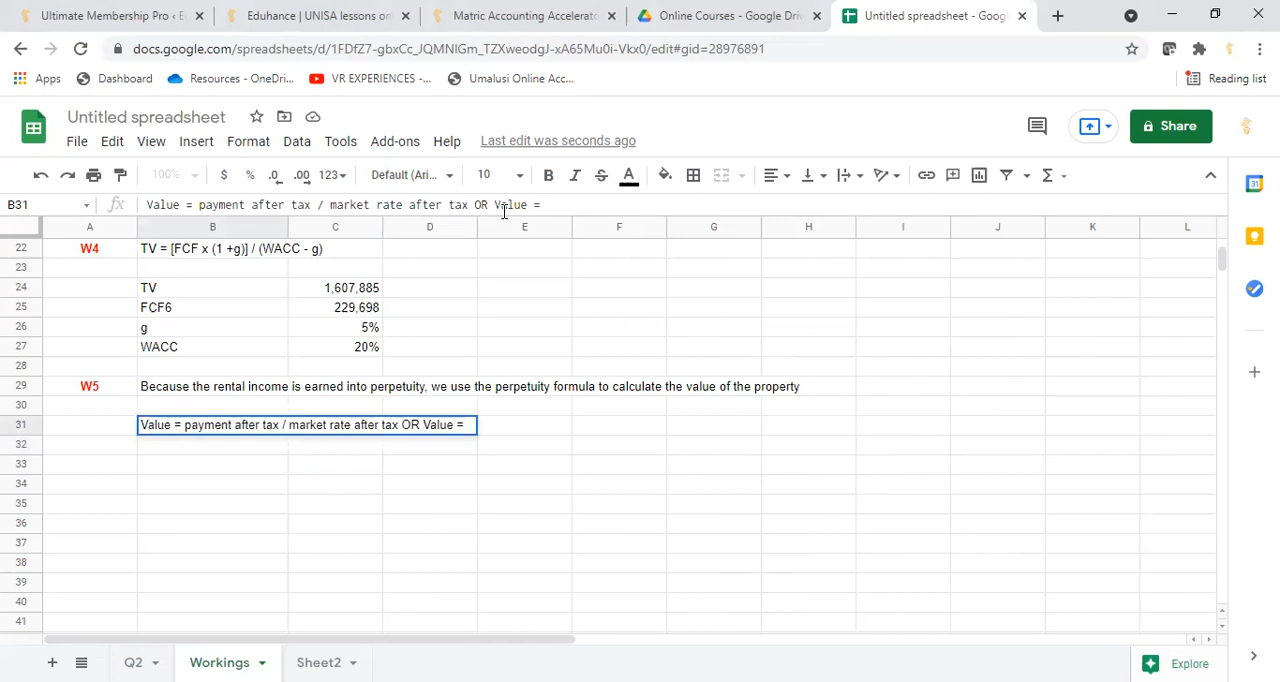 Ultimate Membership Pro ‹ E
Eduhance | UNISA lessons on
Matric Accounting Accelerato
Online Courses - Google Driv
Untitled spreadsheet - Goog
docs.google.com/spreadsheets/d/1FDfZ7-gbxCc_JQMNlGm_TZXweodgJ-xA65Mu0i-Vkx0/edit#gid=28976891
Apps
Dashboard
Resources - OneDri...
VR EXPERIENCES -...
Umalusi Online Acc...
Reading list
Untitled spreadsheet
File Edit View Insert Format Data Tools Add-ons Help Last edit was seconds ago
Share
100% $ % .0 .00 123 Default (Ari... 10 B I S A Σ
B31 fx Value = payment after tax / market rate after tax OR Value =
A B C D E F G H I J K L
22 W4 TV = [FCF x (1 +g)] / (WACC - g)
23
24 TV 1,607,885
25 FCF6 229,698
26 g 5%
27 WACC 20%
28
29 W5 Because the rental income is earned into perpetuity, we use the perpetuity formula to calculate the value of the property
30
31 Value = payment after tax / market rate after tax OR Value =
32
33
34
35
36
37
38
39
40
41
Q2 Workings Sheet2 Explore